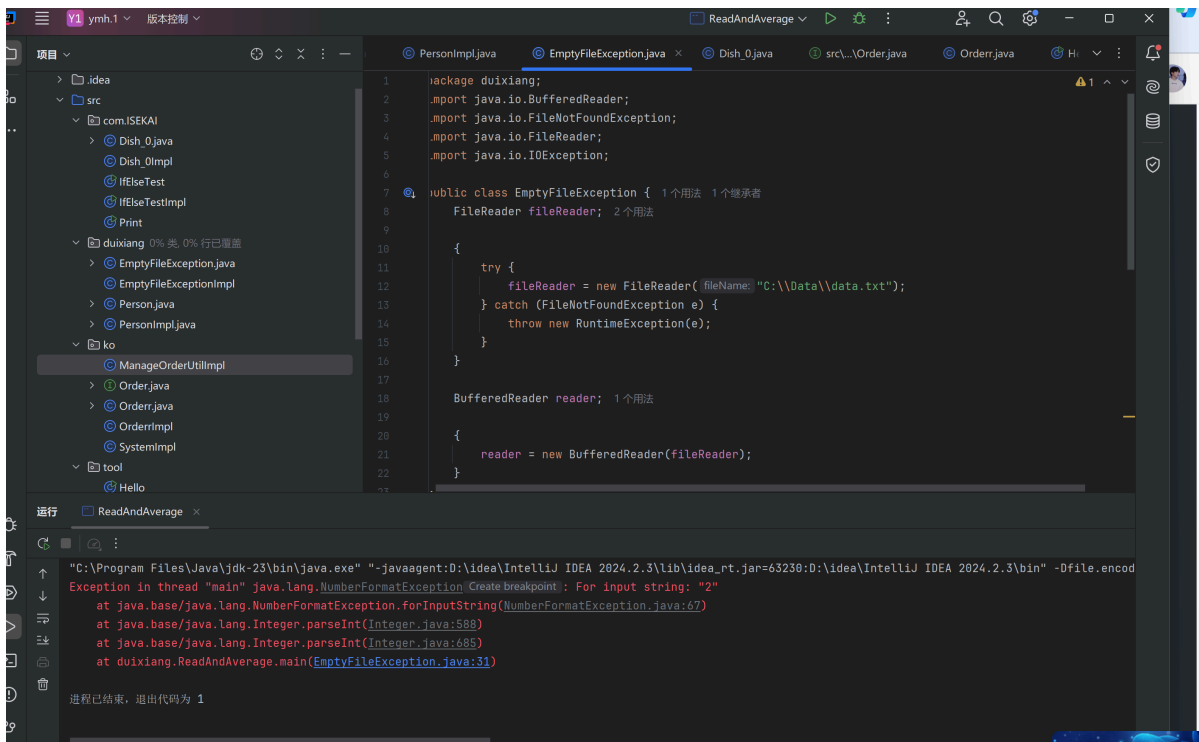 Y1 ymh.1 版本控制 ReadAndAverage
项目
PersonImpl.java EmptyFileException.java Dish_0.java src\...\Order.java Orderr.java He
.idea
src
com.ISEKAI
Dish_0.java
Dish_0Impl
IfElseTest
IfElseTestImpl
Print
duixiang 0% 类, 0% 行已覆盖
EmptyFileException.java
EmptyFileExceptionImpl
Person.java
PersonImpl.java
ko
ManageOrderUtilImpl
Order.java
Orderr.java
OrderrImpl
SystemImpl
tool
Hello
1 ackage duixiang;
2 mport java.io.BufferedReader;
3 mport java.io.FileNotFoundException;
4 mport java.io.FileReader;
5 mport java.io.IOException;
6
7 ublic class EmptyFileException { 1个用法 1个继承者
8 FileReader fileReader; 2个用法
9
10 {
11 try {
12 fileReader = new FileReader( fileName: "C:\\Data\\data.txt");
13 } catch (FileNotFoundException e) {
14 throw new RuntimeException(e);
15 }
16 }
17
18 BufferedReader reader; 1个用法
19
20 {
21 reader = new BufferedReader(fileReader);
22 }
23
1
运行 ReadAndAverage
"C:\Program Files\Java\jdk-23\bin\java.exe" "-javaagent:D:\idea\IntelliJ IDEA 2024.2.3\lib\idea_rt.jar=63230:D:\idea\IntelliJ IDEA 2024.2.3\bin" -Dfile.encod
Exception in thread "main" java.lang.NumberFormatException Create breakpoint : For input string: "2"
at java.base/java.lang.NumberFormatException.forInputString(NumberFormatException.java:67)
at java.base/java.lang.Integer.parseInt(Integer.java:588)
at java.base/java.lang.Integer.parseInt(Integer.java:685)
at duixiang.ReadAndAverage.main(EmptyFileException.java:31)
进程已结束，退出代码为 1